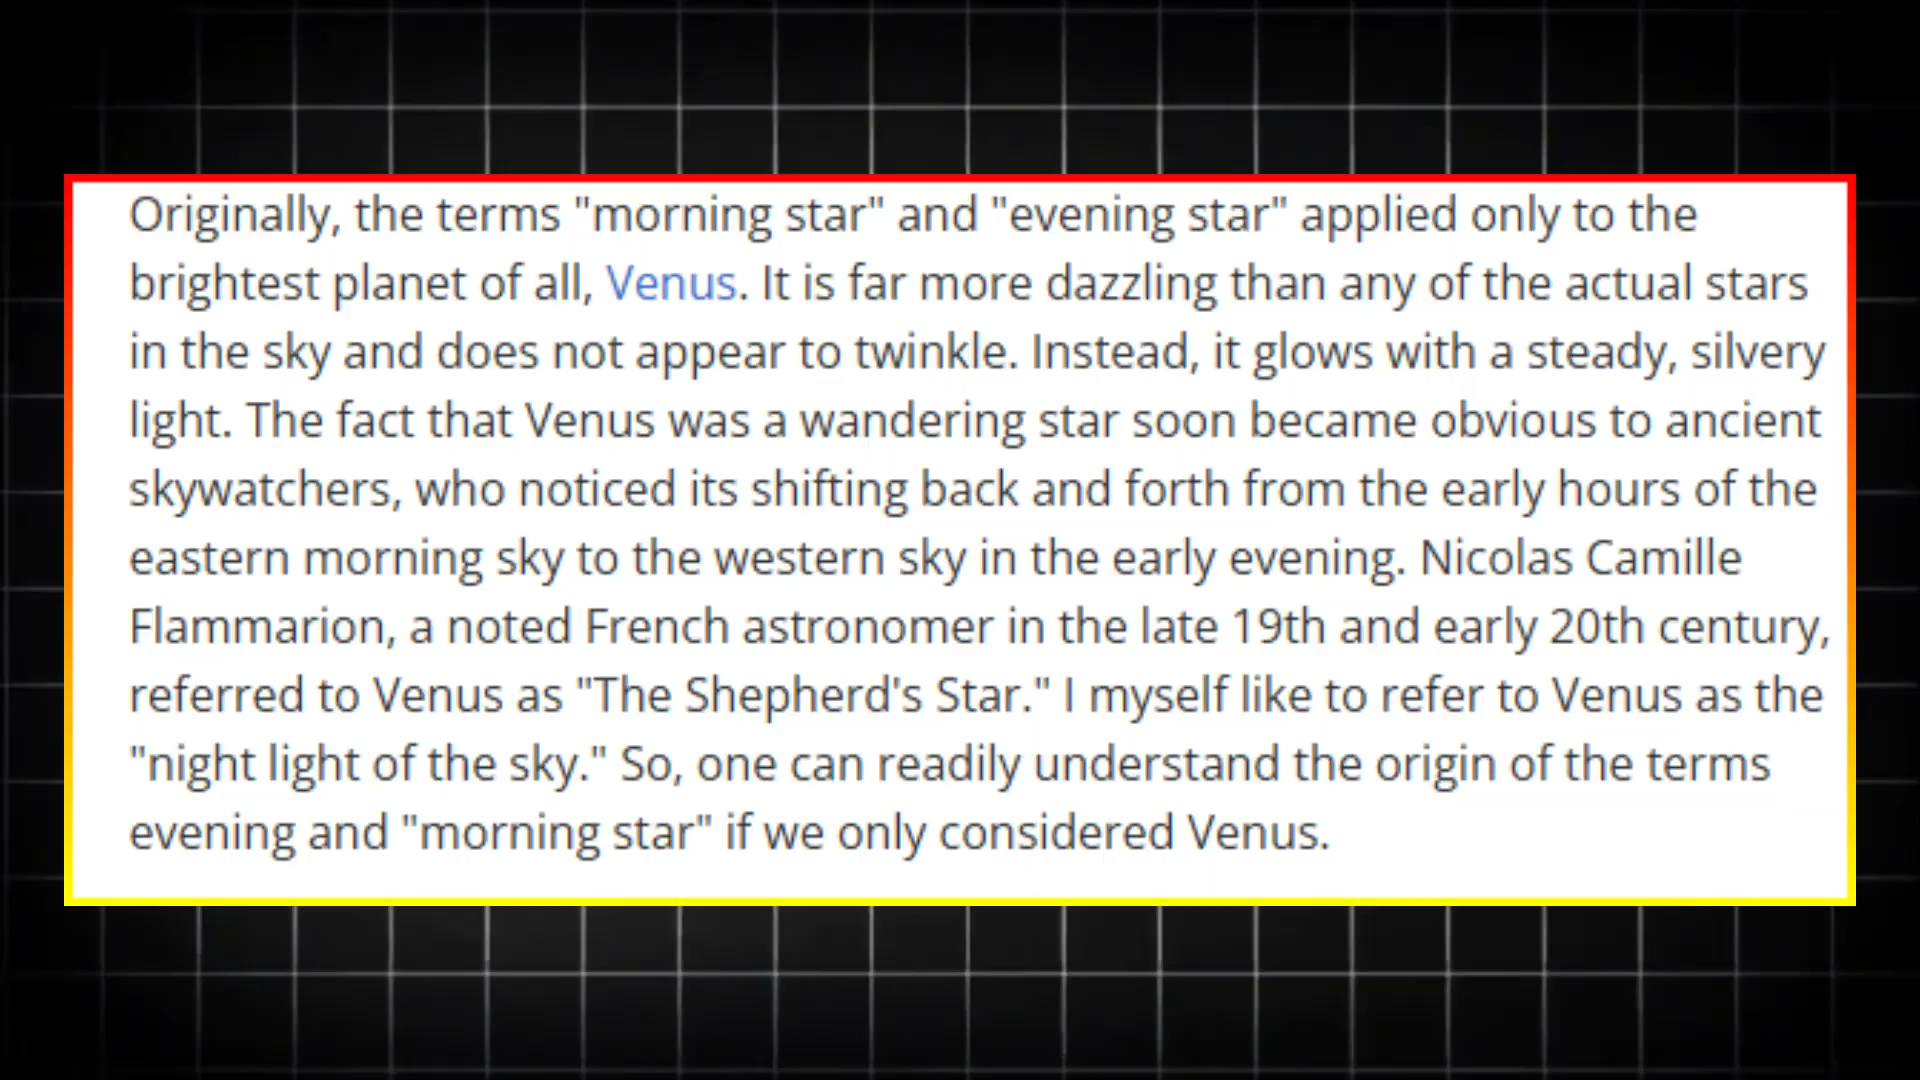 Originally, the terms "morning star" and "evening star" applied only to the
brightest planet of all, Venus. It is far more dazzling than any of the actual stars
in the sky and does not appear to twinkle. Instead, it glows with a steady, silvery
light. The fact that Venus was a wandering star soon became obvious to ancient
skywatchers, who noticed its shifting back and forth from the early hours of the
eastern morning sky to the western sky in the early evening. Nicolas Camille
Flammarion, a noted French astronomer in the late 19th and early 20th century,
referred to Venus as "The Shepherd's Star." I myself like to refer to Venus as the
"night light of the sky." So, one can readily understand the origin of the terms
evening and "morning star" if we only considered Venus.